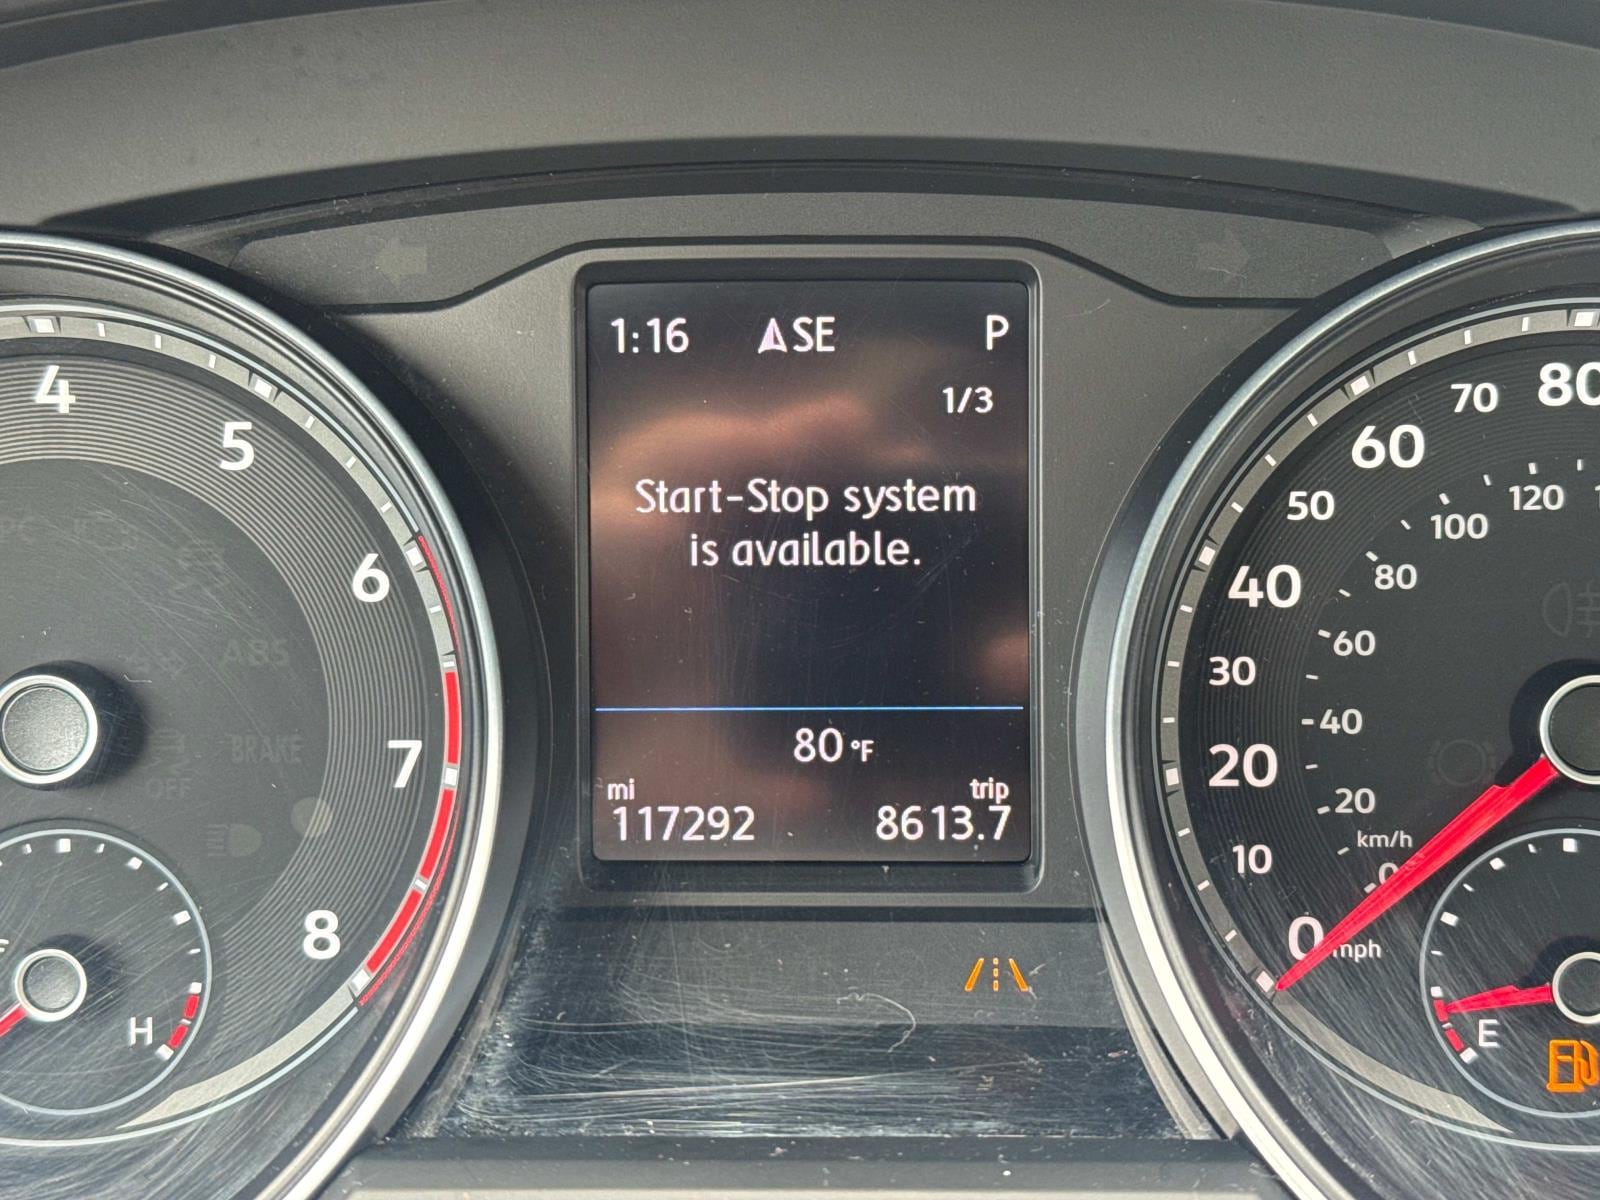 1:16 SE P
1/3
Start-Stop system
is available.
80 °F
mi trip
117292 8613.7
4
5
6
7
8
H
ABS
BRAKE
OFF
80
70
60
50
40
30
20
10
0 mph
120
100
80
60
40
20
km/h
0
E